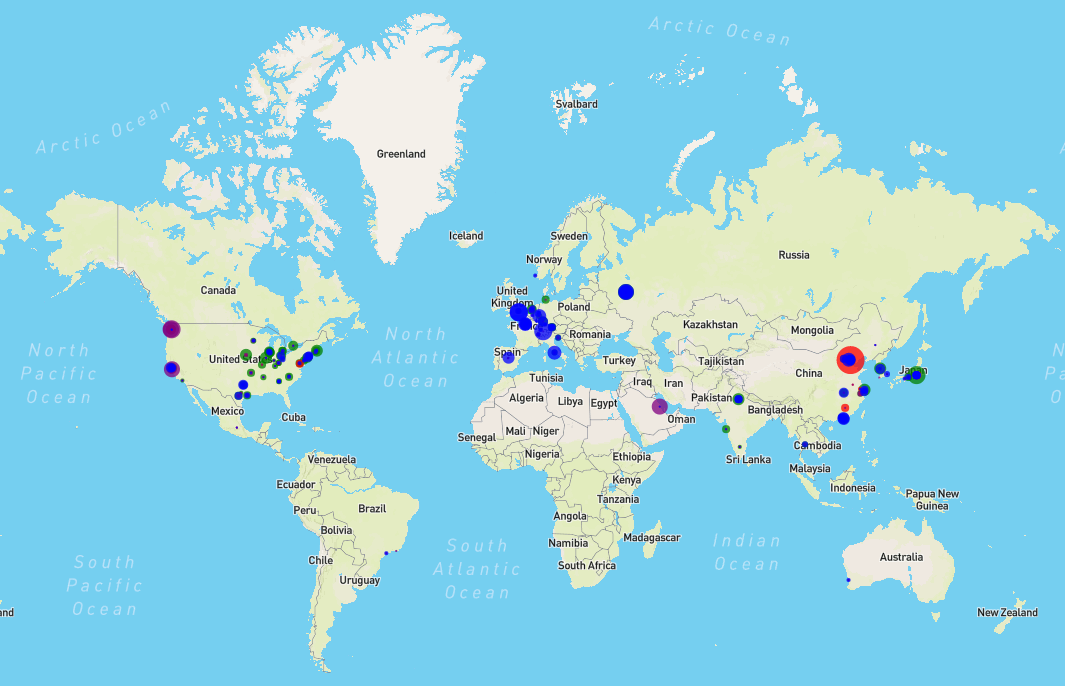 Arctic Ocean
Arctic Ocean
Svalbard
Greenland
Iceland
Sweden
Norway
Russia
Canada
United
Kingdom
Poland
Kazakhstan
Mongolia
Romania
North
Pacific
Ocean
North
Atlantic
Ocean
United States
Spain
Turkey
Tajikistan
China
Japan
Tunisia
Iraq
Iran
Algeria
Libya
Egypt
Pakistan
Bangladesh
Mexico
Cuba
Oman
Senegal
Mali
Niger
Nigeria
Ethiopia
Sri Lanka
Cambodia
Malaysia
Venezuela
Ecuador
Kenya
Indonesia
Papua New
Guinea
Peru
Brazil
Tanzania
Angola
Bolivia
Namibia
Madagascar
Indian
Ocean
Chile
South
Pacific
Ocean
South
Atlantic
Ocean
South Africa
Australia
Uruguay
New Zealand